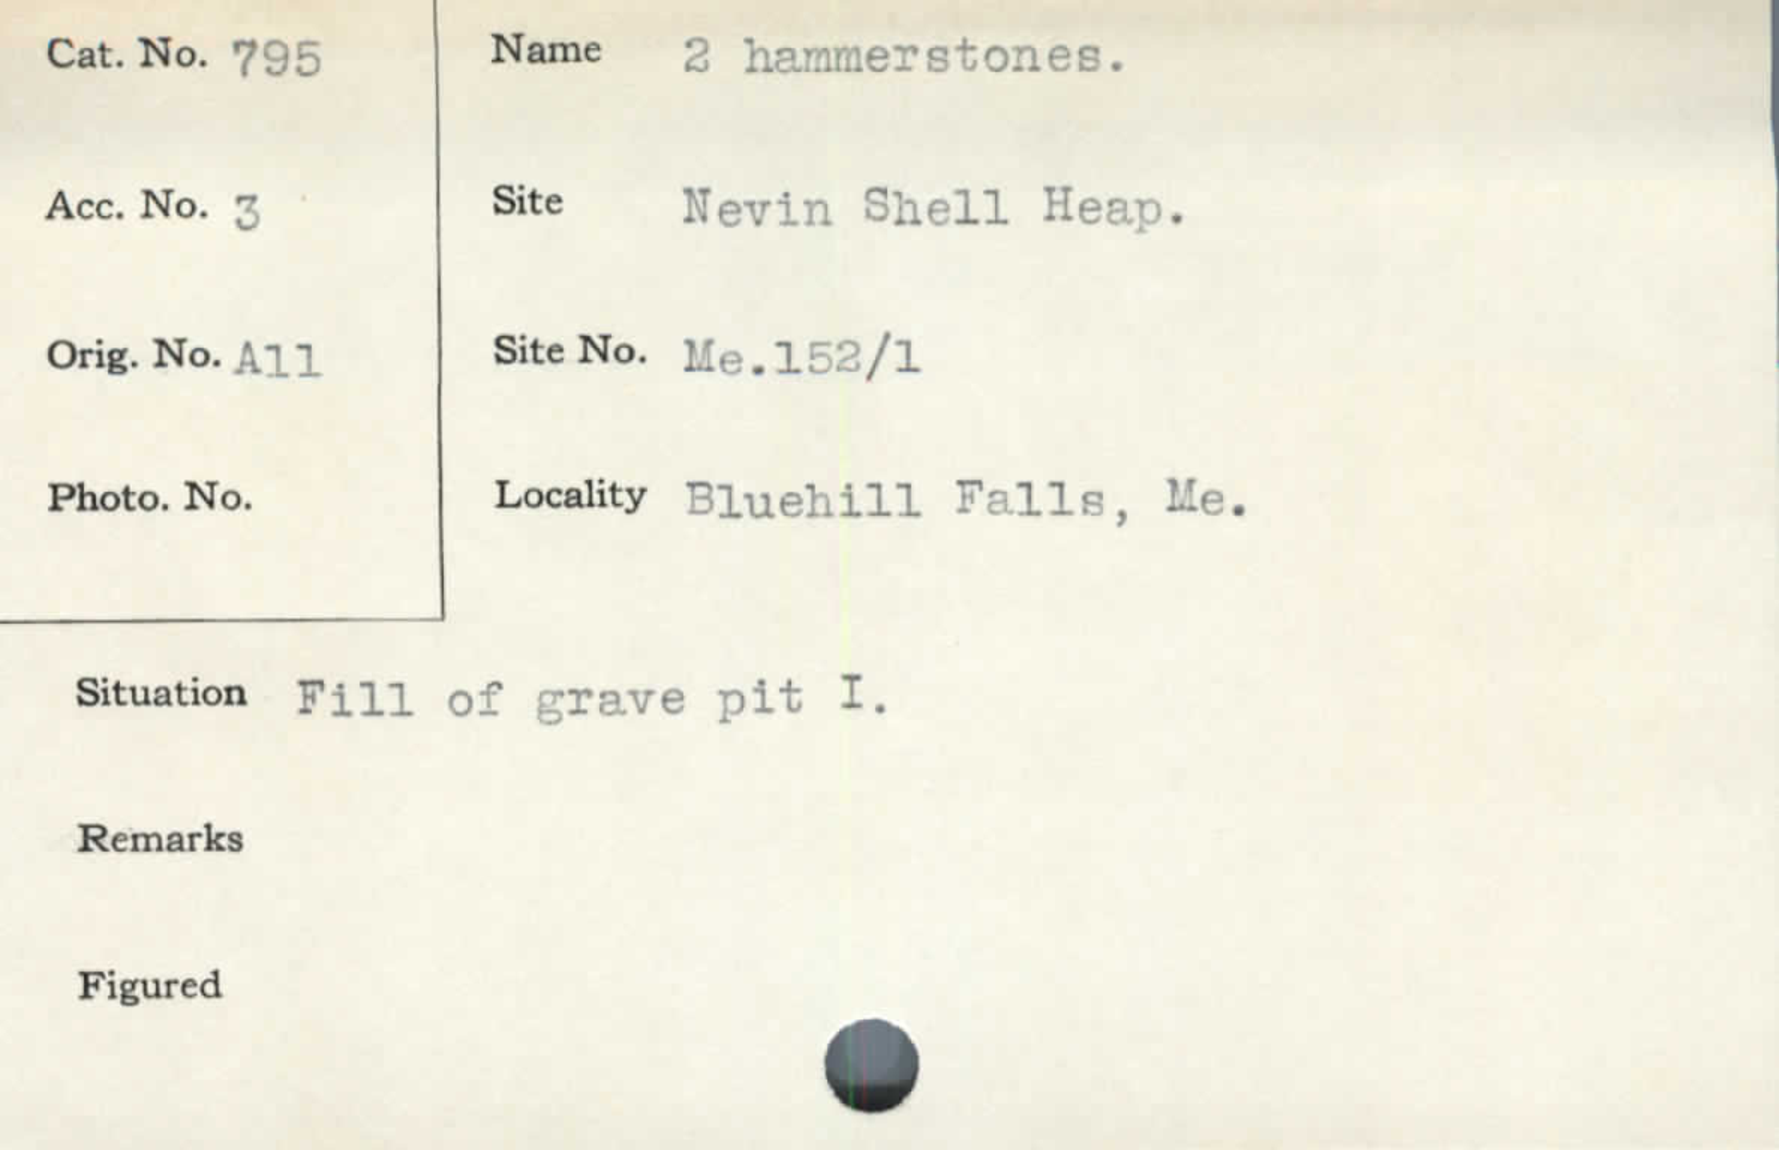 Cat. No. 795
Name 2 hammerstones.
Acc. No. 3
Site Nevin Shell Heap.
Orig. No. A11
Site No. Me.152/1
Photo. No.
Locality Bluehill Falls, Me.
Situation Fill of grave pit I.
Remarks
Figured